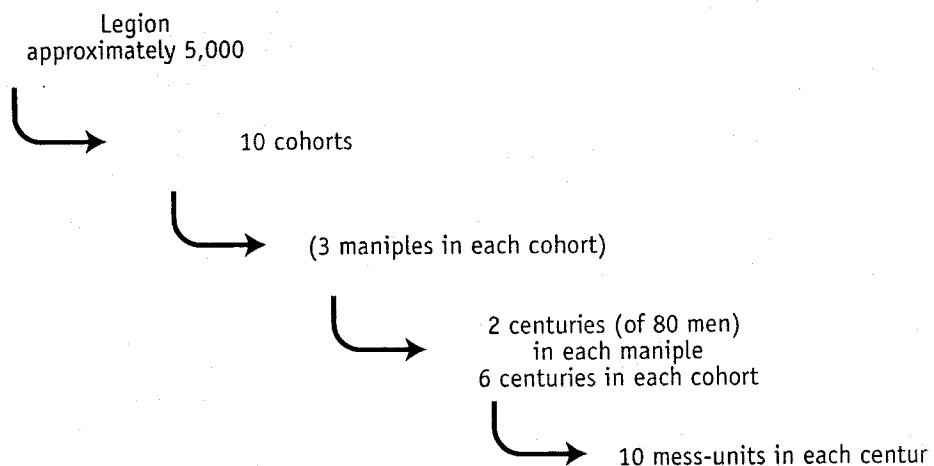 Legion
approximately 5,000
10 cohorts
(3 maniples in each cohort)
2 centuries (of 80 men)
in each maniple
6 centuries in each cohort
10 mess-units in each centur